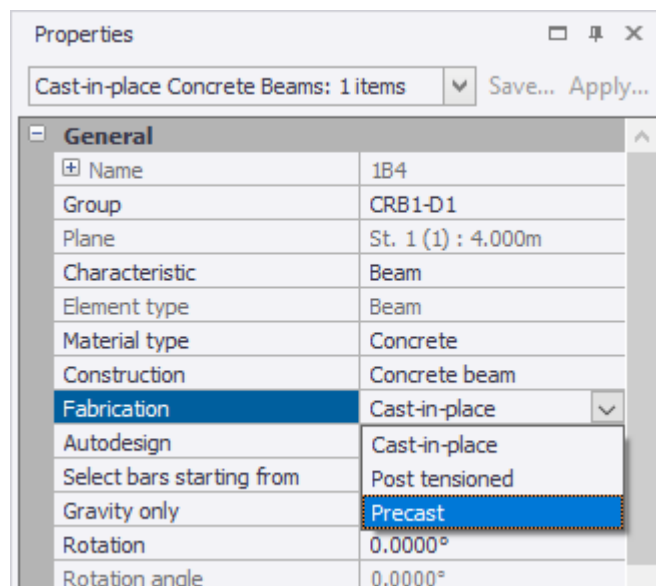 Properties
Cast-in-place Concrete Beams: 1 items Save... Apply...
General
Name 1B4
Group CRB1-D1
Plane St. 1 (1) : 4.000m
Characteristic Beam
Element type Beam
Material type Concrete
Construction Concrete beam
Fabrication Cast-in-place
Autodesign Cast-in-place
Select bars starting from Post tensioned
Gravity only Precast
Rotation 0.0000°
Rotation angle 0.0000°